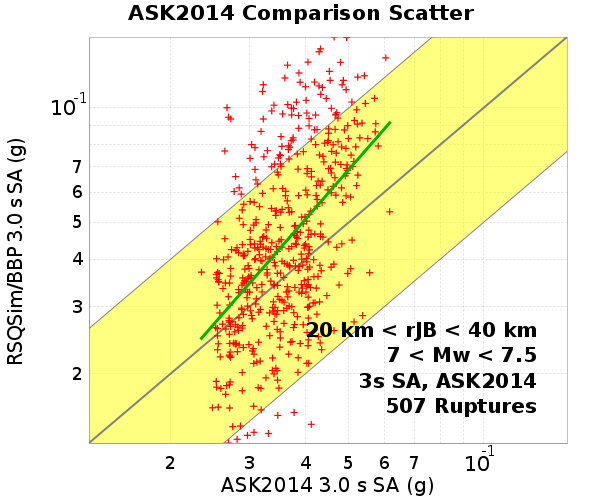 ASK2014 Comparison Scatter
RSQSim/BBP 3.0 s SA (g)
10-1
7
6
5
4
3
2
20 km < rJB < 40 km
7 < Mw < 7.5
3s SA, ASK2014
507 Ruptures
2 3 4 5 6 7 10-1
ASK2014 3.0 s SA (g)